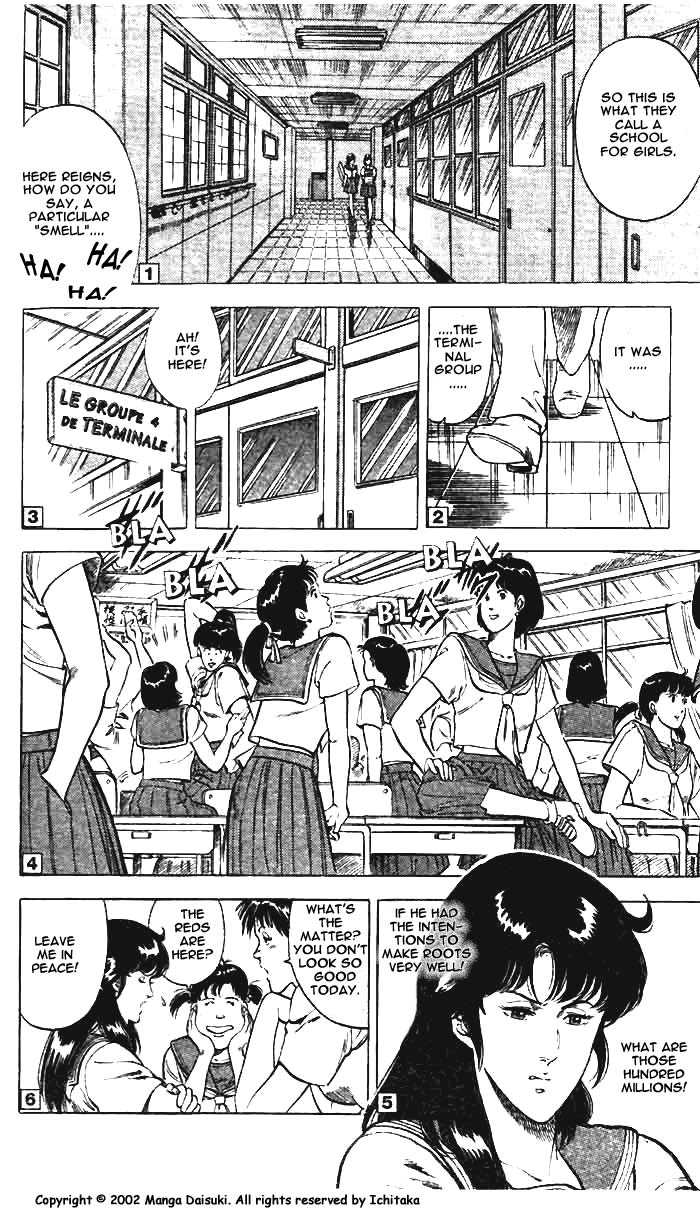 SO THIS IS
WHAT THEY
CALL A
SCHOOL
FOR GIRLS.
HERE REIGNS,
HOW DO YOU
SAY, A
PARTICULAR
"SMELL"....
HA!
HA!
HA!
1
IT WAS
.....
....THE
TERMI-
NAL
GROUP
.....
2
AH!
IT'S
HERE!
LE GROUPE 4
DE TERMINALE
3
BLA
BLA
BLA
BLA
4
IF HE HAD
THE INTEN-
TIONS TO
MAKE ROOTS
VERY WELL!
WHAT ARE
THOSE
HUNDRED
MILLIONS!
5
WHAT'S
THE
MATTER?
YOU DON'T
LOOK SO
GOOD
TODAY.
THE
REDS
ARE
HERE?
LEAVE
ME IN
PEACE!
6
Copyright © 2002 Manga Daisuki. All rights reserved by Ichitaka